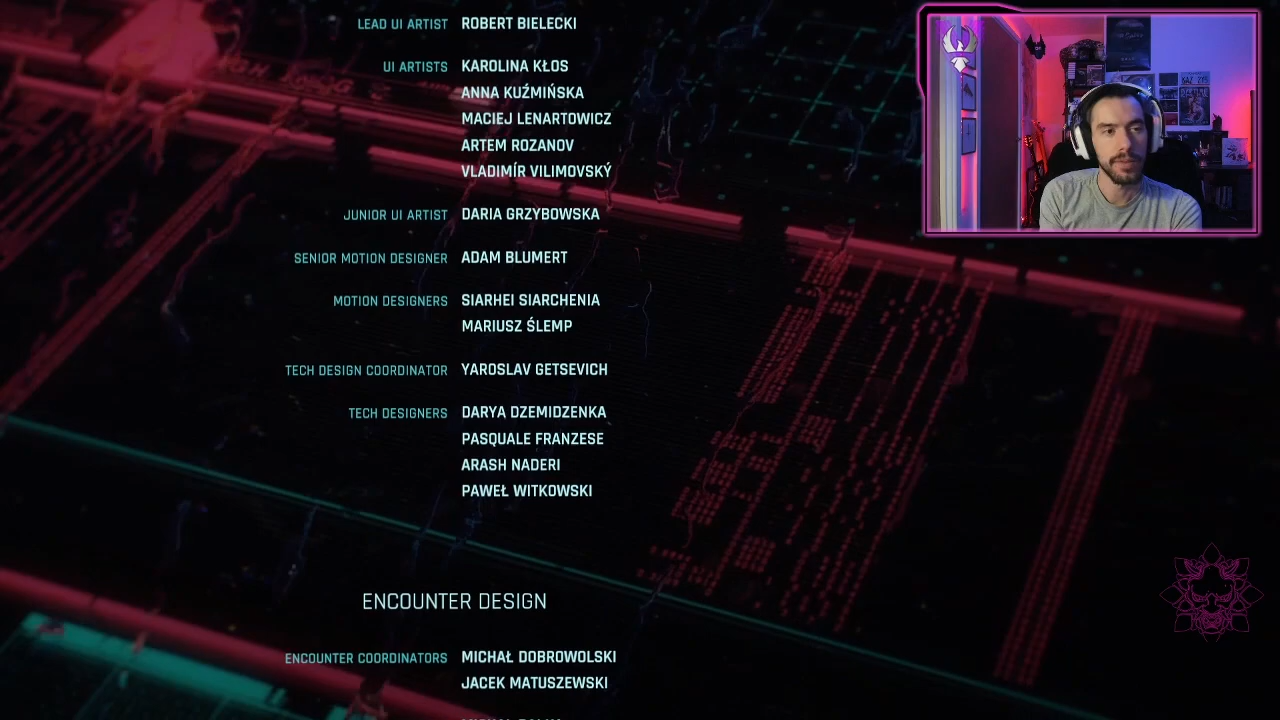 LEAD UI ARTIST ROBERT BIELECKI
UI ARTISTS KAROLINA KŁOS
ANNA KUŹMIŃSKA
MACIEJ LENARTOWICZ
ARTEM ROZANOV
VLADIMÍR VILIMOVSKÝ
JUNIOR UI ARTIST DARIA GRZYBOWSKA
SENIOR MOTION DESIGNER ADAM BLUMERT
MOTION DESIGNERS SIARHEI SIARCHENIA
MARIUSZ ŚLEMP
TECH DESIGN COORDINATOR YAROSLAV GETSEVICH
TECH DESIGNERS DARYA DZEMIDZENKA
PASQUALE FRANZESE
ARASH NADERI
PAWEŁ WITKOWSKI
ENCOUNTER DESIGN
ENCOUNTER COORDINATORS MICHAŁ DOBROWOLSKI
JACEK MATUSZEWSKI